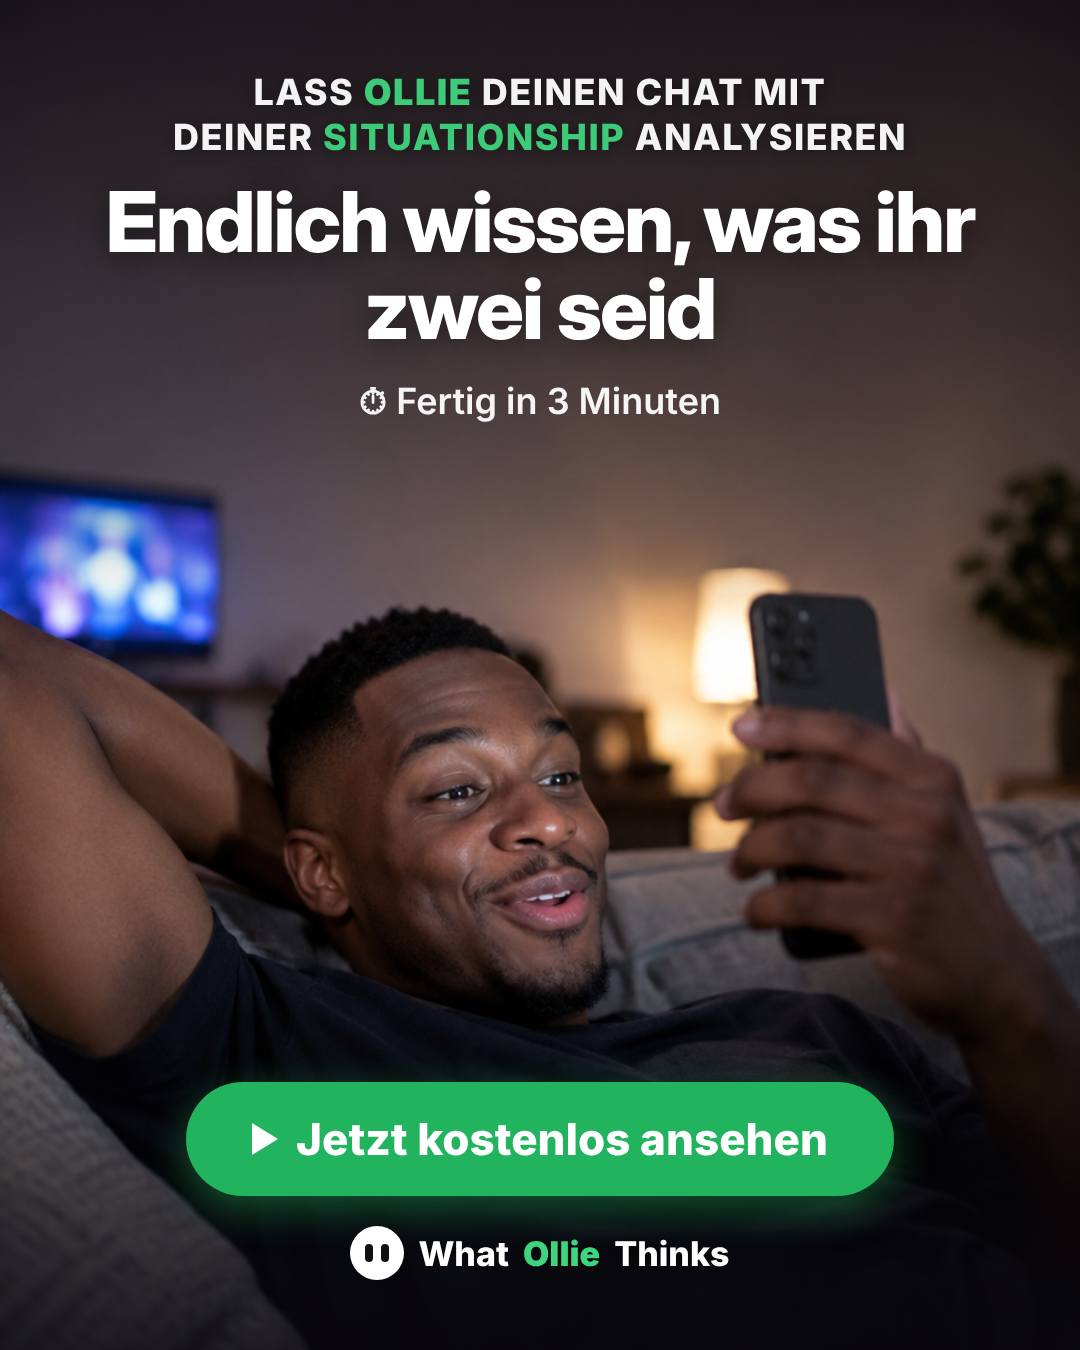 LASS OLLIE DEINEN CHAT MIT
DEINER SITUATIONSHIP ANALYSIEREN
Endlich wissen, was ihr
zwei seid
⏱ Fertig in 3 Minuten
▶ Jetzt kostenlos ansehen
What Ollie Thinks